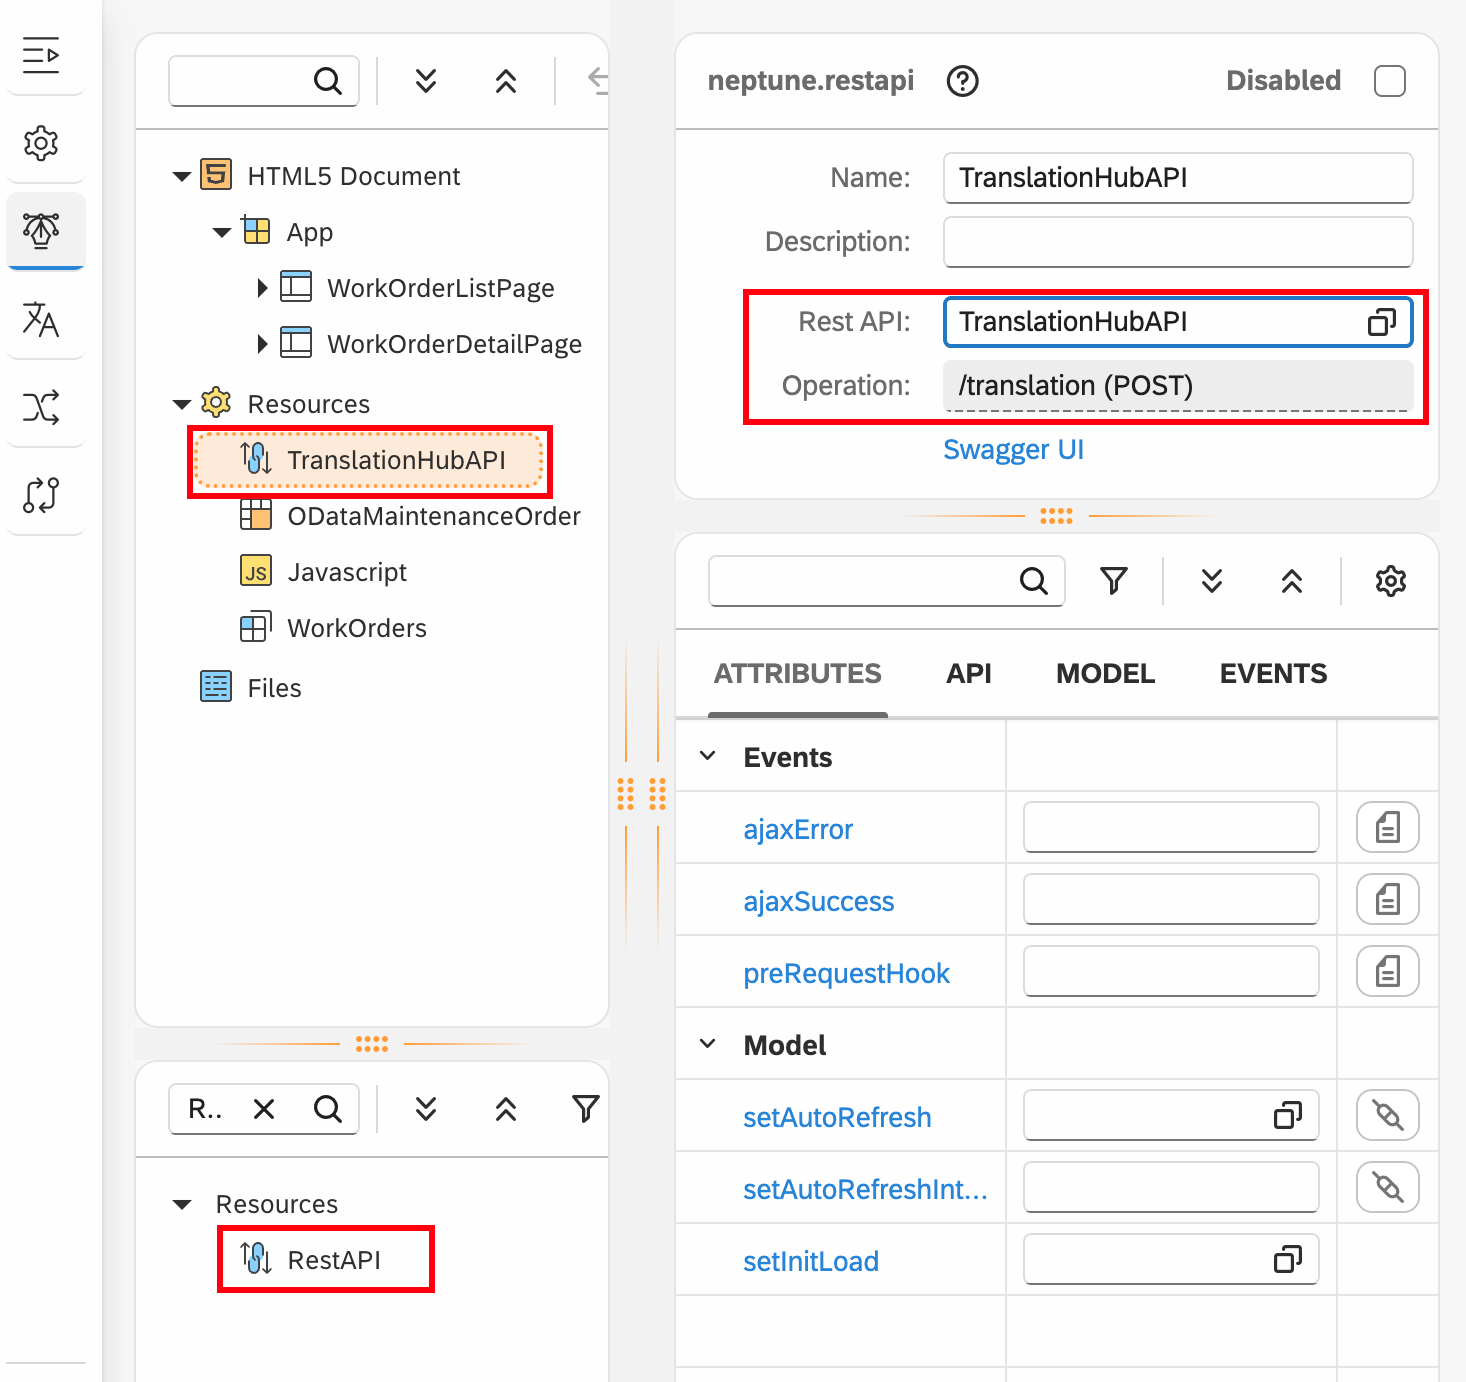 HTML5 Document
App
WorkOrderListPage
WorkOrderDetailPage
Resources
TranslationHubAPI
ODataMaintenanceOrder
JS Javascript
WorkOrders
Files
R..
Resources
RestAPI
neptune.restapi
Disabled
Name: TranslationHubAPI
Description:
Rest API: TranslationHubAPI
Operation: /translation (POST)
Swagger UI
ATTRIBUTES API MODEL EVENTS
Events
ajaxError
ajaxSuccess
preRequestHook
Model
setAutoRefresh
setAutoRefreshInt...
setInitLoad